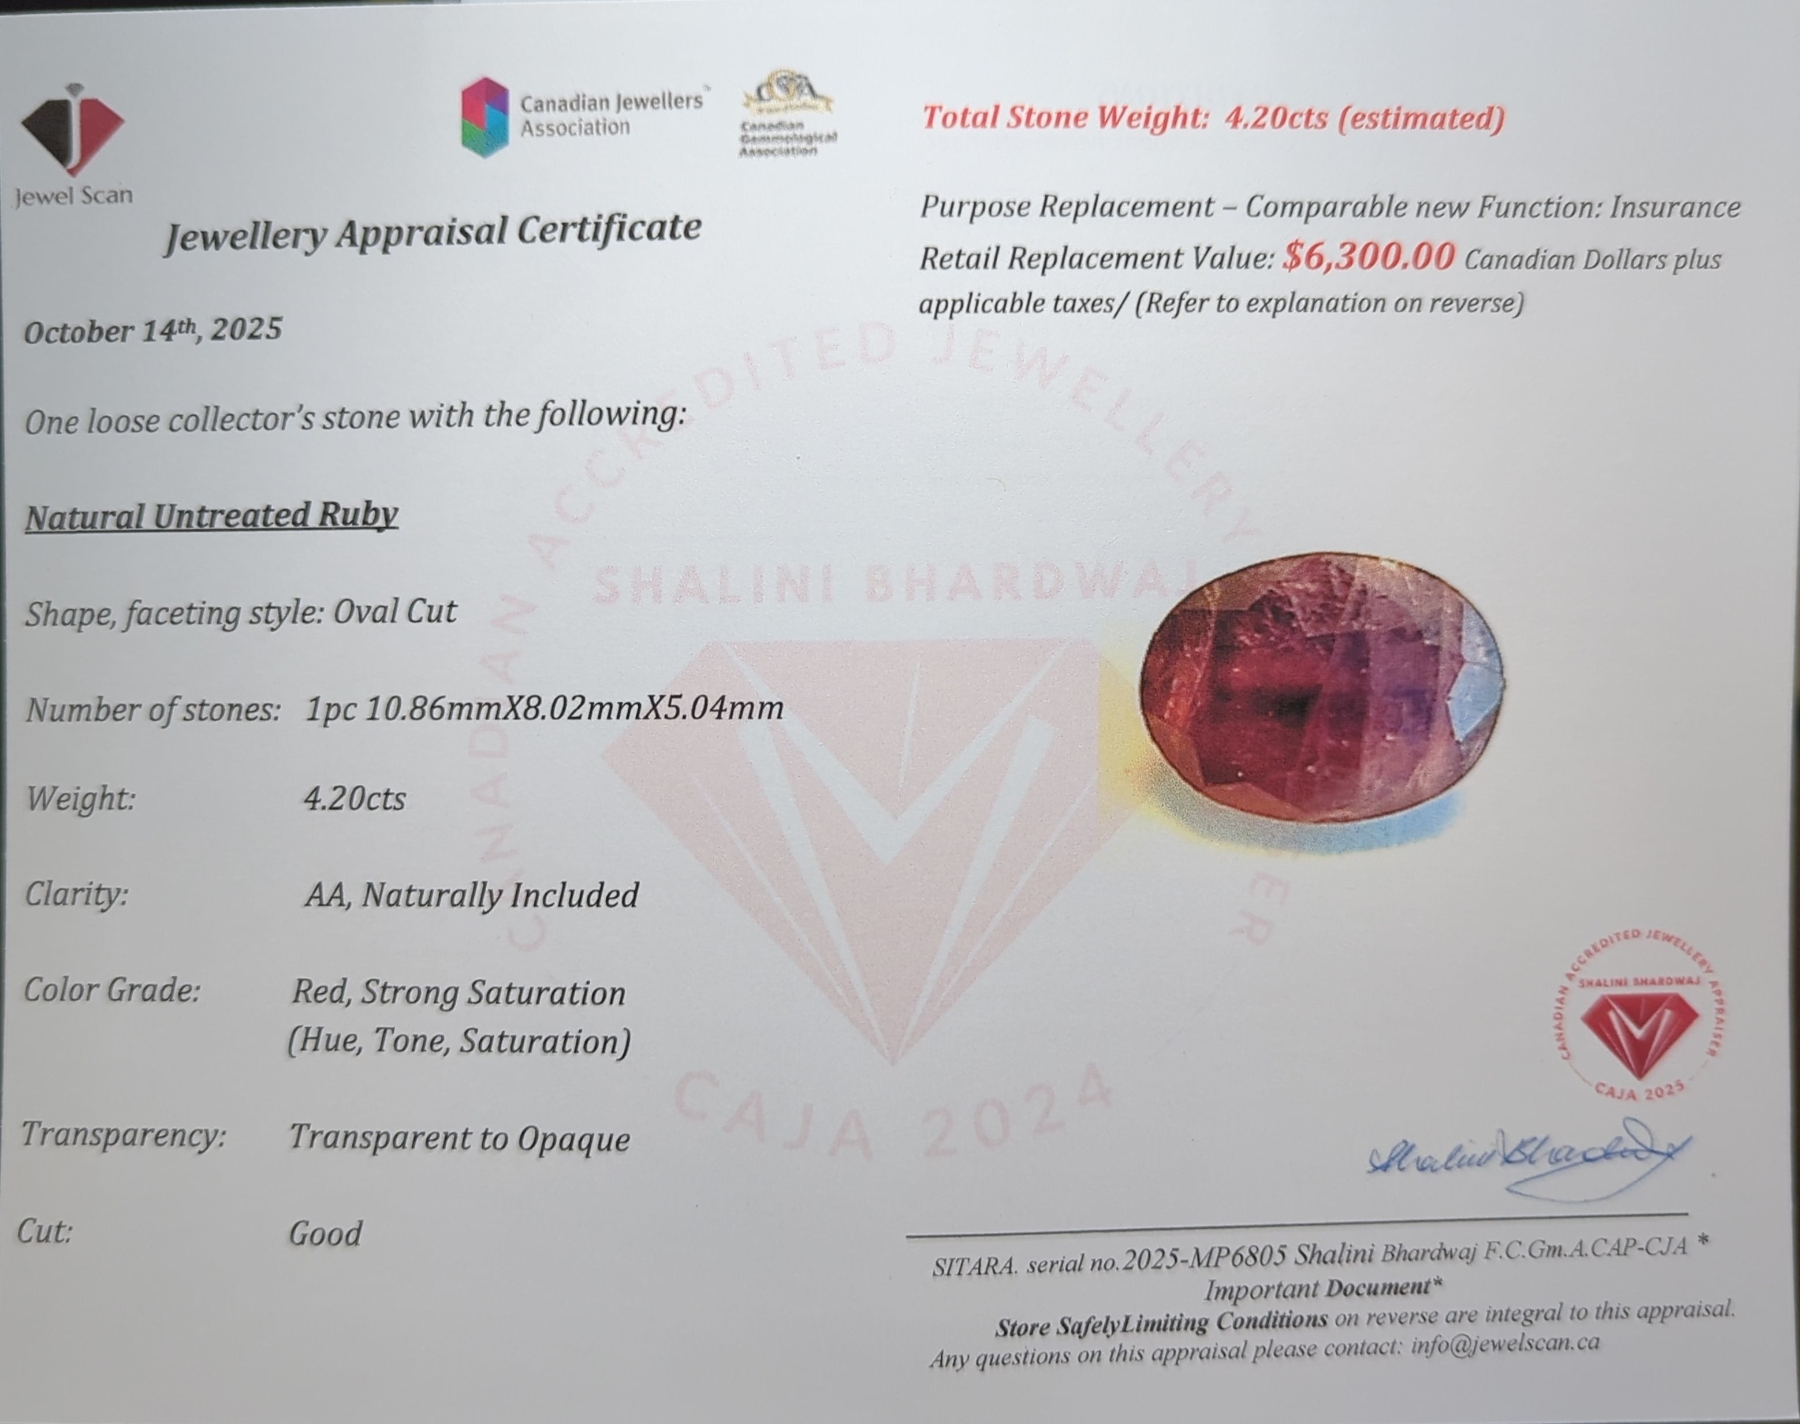 Jewel Scan
Canadian Jewellers
Association
CGA
Canadian
Gemmological
Association
Jewellery Appraisal Certificate
October 14th, 2025
One loose collector's stone with the following:
Natural Untreated Ruby
Shape, faceting style: Oval Cut
Number of stones: 1pc 10.86mmX8.02mmX5.04mm
Weight: 4.20cts
Clarity: AA, Naturally Included
Color Grade: Red, Strong Saturation
(Hue, Tone, Saturation)
Transparency: Transparent to Opaque
Cut: Good
Total Stone Weight: 4.20cts (estimated)
Purpose Replacement – Comparable new Function: Insurance
Retail Replacement Value: $6,300.00 Canadian Dollars plus
applicable taxes/ (Refer to explanation on reverse)
CANADIAN ACCREDITED JEWELLERY ER
SHALINI BHARDWAJ
CAJA 2024
CANADIAN ACCREDITED JEWELLERY APPRAISER
SHALINI BHARDWAJ
CAJA 2025
Shalini Bhardwaj
SITARA. serial no.2025-MP6805 Shalini Bhardwaj F.C.Gm.A.CAP-CJA *
Important Document*
Store SafelyLimiting Conditions on reverse are integral to this appraisal.
Any questions on this appraisal please contact: info@jewelscan.ca